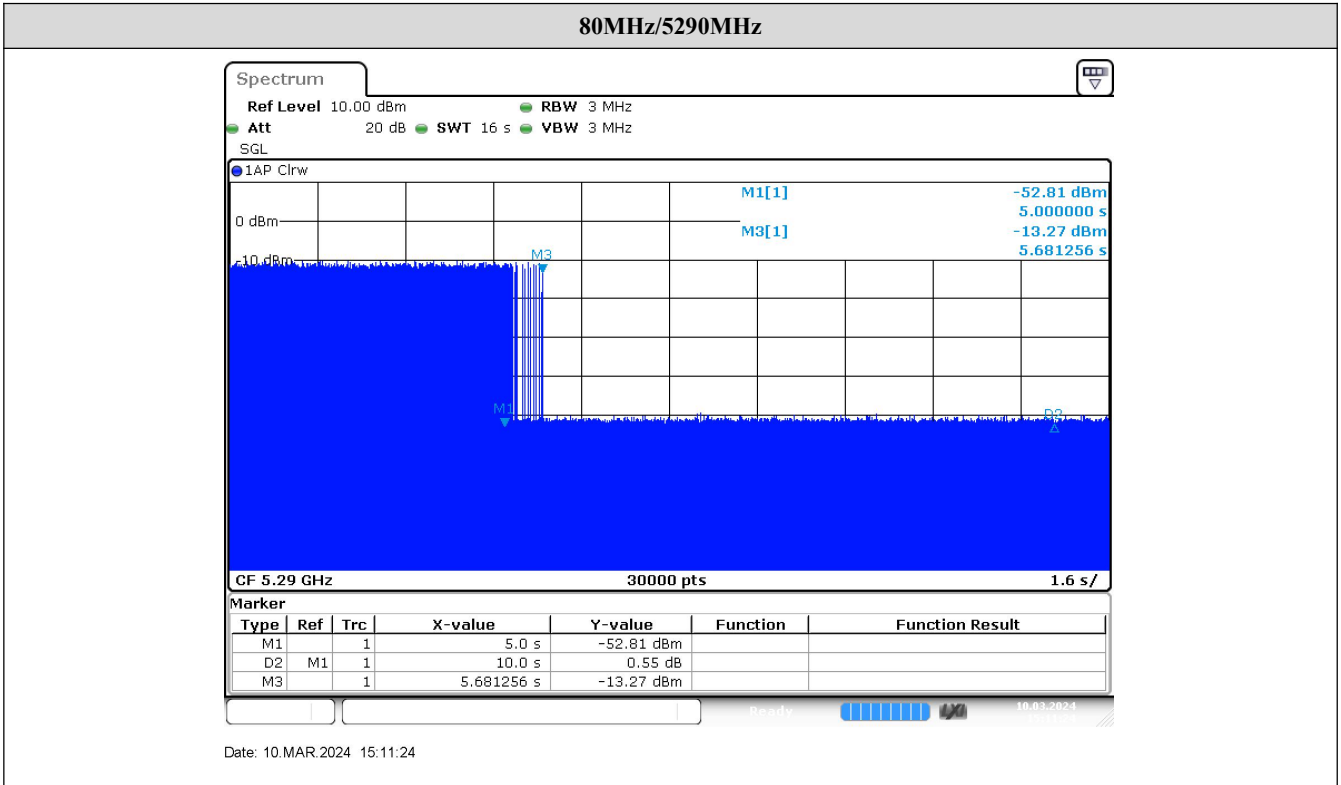 80MHz/5290MHz
Spectrum
Ref Level 10.00 dBm RBW 3 MHz
Att 20 dB SWT 16 s VBW 3 MHz
SGL
1AP Clrw
M1[1] -52.81 dBm
5.000000 s
0 dBm
M3[1] -13.27 dBm
5.681256 s
-10 dBm
M3
M1
D2
CF 5.29 GHz 30000 pts 1.6 s/
Marker
Type Ref Trc X-value Y-value Function Function Result
M1 1 5.0 s -52.81 dBm
D2 M1 1 10.0 s 0.55 dB
M3 1 5.681256 s -13.27 dBm
Ready LXI 10.03.2024
Date: 10.MAR.2024 15:11:24